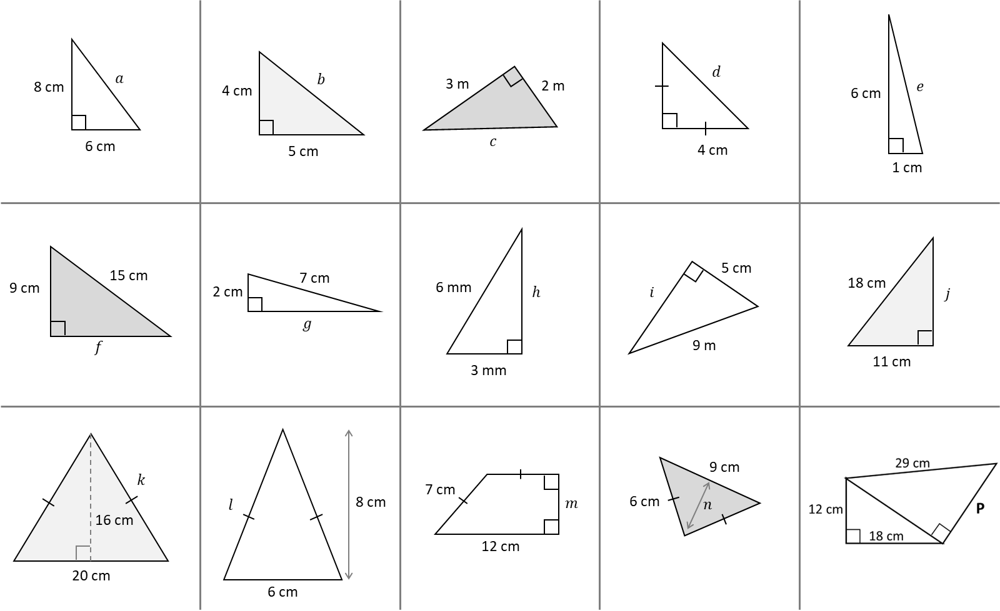 8 cm
a
6 cm
4 cm
b
5 cm
3 m
2 m
c
d
4 cm
6 cm
e
1 cm
9 cm
15 cm
f
2 cm
7 cm
g
6 mm
h
3 mm
i
5 cm
9 m
18 cm
j
11 cm
k
16 cm
20 cm
l
8 cm
6 cm
7 cm
m
12 cm
9 cm
6 cm
n
29 cm
12 cm
P
18 cm